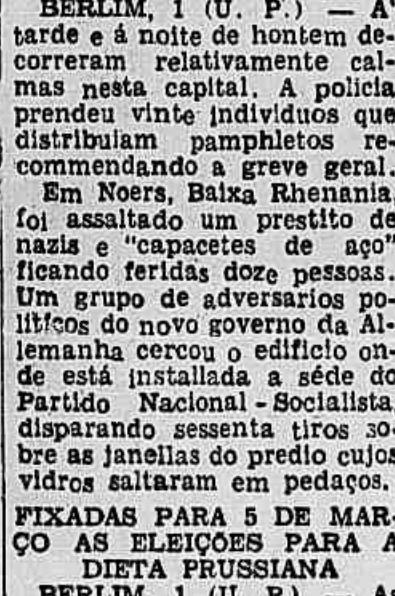 BERLIM, 1 (U. P.) — A'
tarde e á noite de hontem de-
correram relativamente cal-
mas nesta capital. A policia
prendeu vinte individuos que
distribuiam pamphletos re-
commendando a greve geral.
Em Noers, Baixa Rhenania,
foi assaltado um prestito de
nazis e "capacetes de aço"
ficando feridas doze pessoas.
Um grupo de adversarios po-
liticos do novo governo da Al-
lemanha cercou o edificio on-
de está installada a séde do
Partido Nacional-Socialista
disparando sessenta tiros so-
bre as janellas do predio cujos
vidros saltaram em pedaços.
FIXADAS PARA 5 DE MAR-
ÇO AS ELEIÇÕES PARA A
DIETA PRUSSIANA
BERLIM, 1 (U. P.) — As